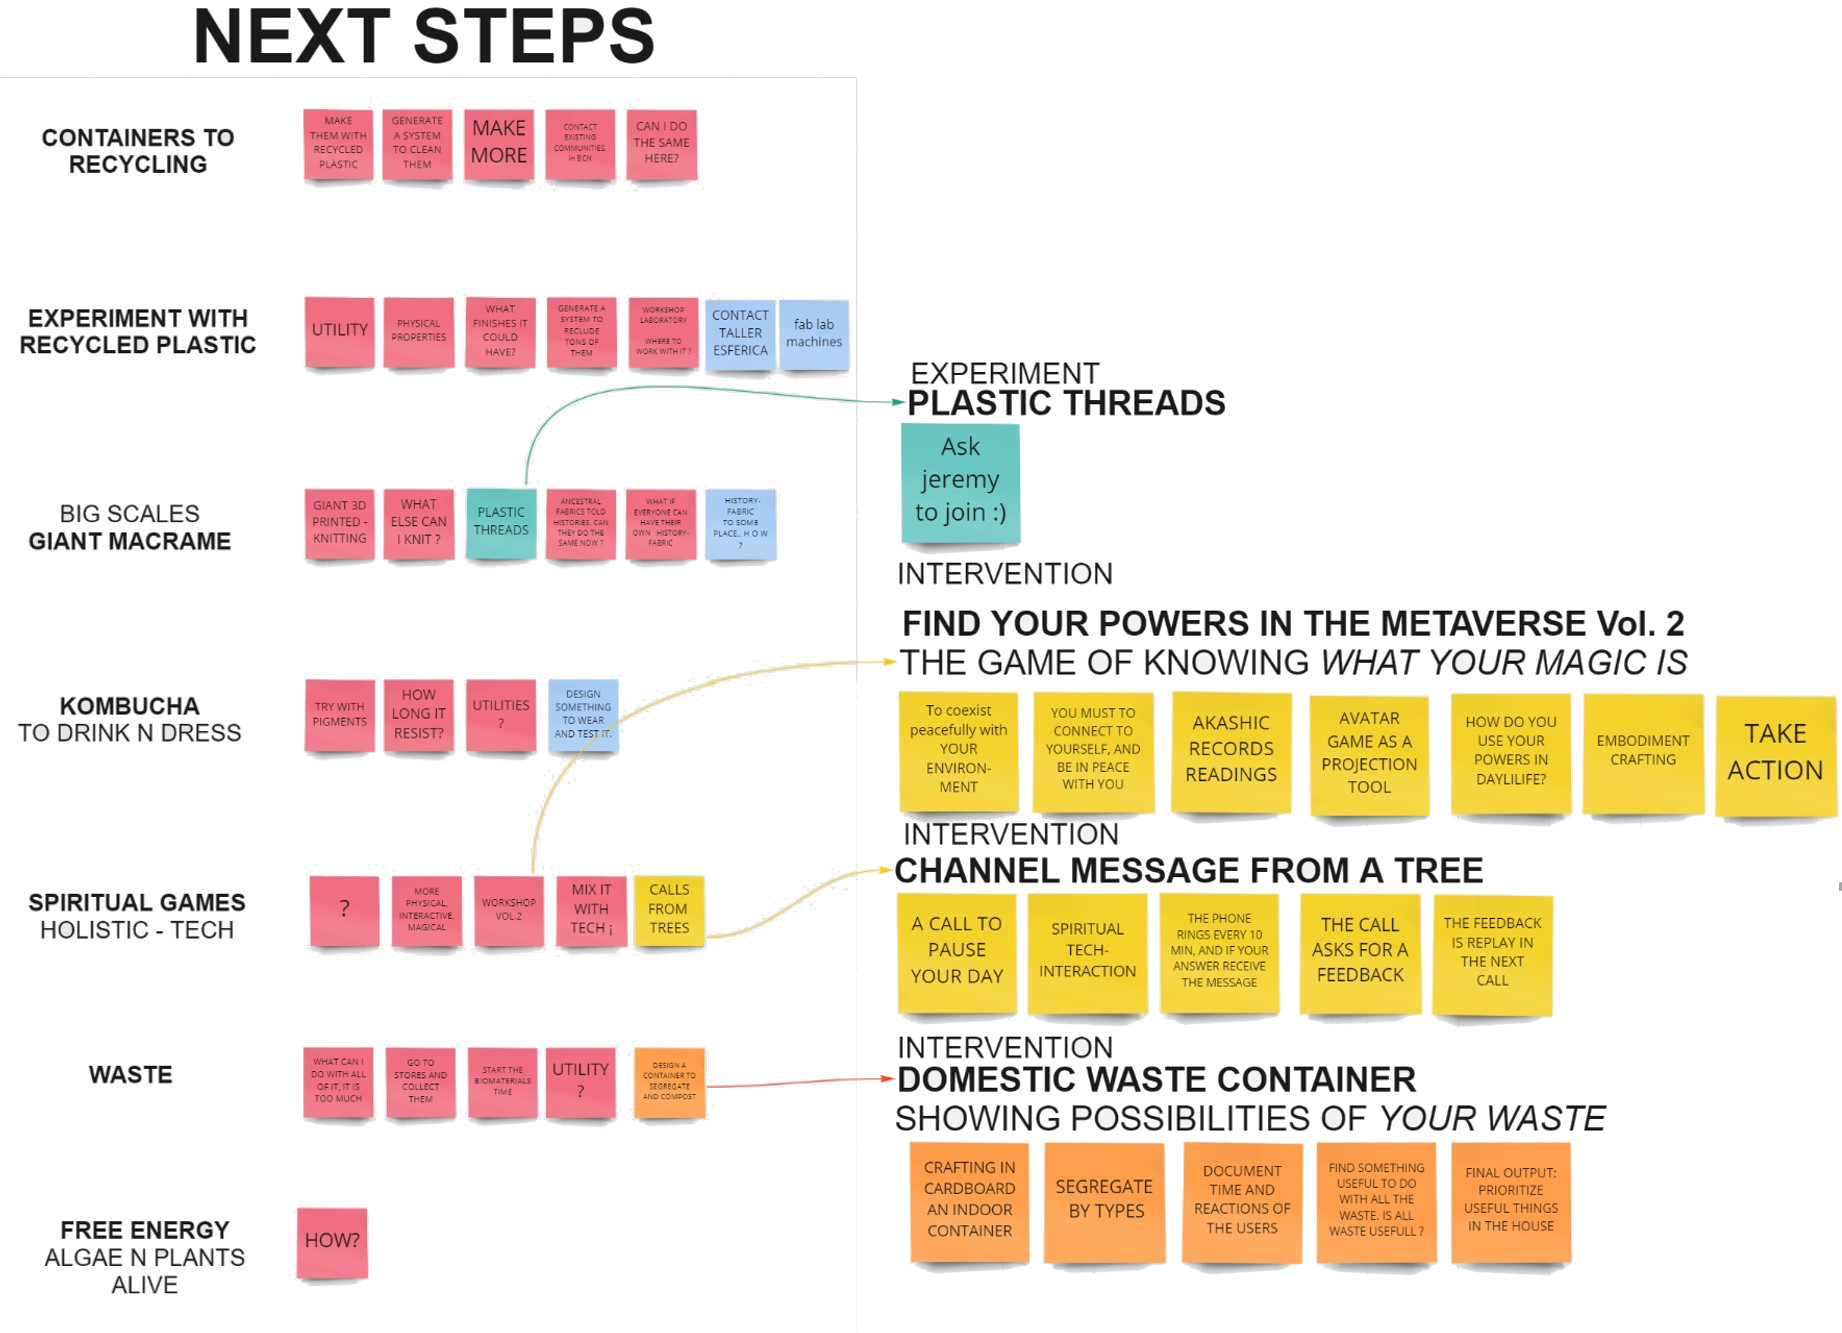 NEXT STEPS
CONTAINERS TO
RECYCLING
MAKE
THEM WITH
RECYCLED
PLASTIC
GENERATE
A SYSTEM
TO CLEAN
THEM
MAKE
MORE
CONTACT
EXISTING
COMMUNITIES.
in BCN
CAN I DO
THE SAME
HERE?
EXPERIMENT WITH
RECYCLED PLASTIC
UTILITY
PHYSICAL
PROPERTIES
WHAT
FINISHES IT
COULD
HAVE?
GENERATE A
SYSTEM TO
RECLUDE
TONS OF
THEM
WORKSHOP
LABORATORY
WHERE TO
WORK WITH IT ?
CONTACT
TALLER
ESFERICA
fab lab
machines
EXPERIMENT
PLASTIC THREADS
Ask
jeremy
to join :)
BIG SCALES
GIANT MACRAME
GIANT 3D
PRINTED -
KNITTING
WHAT
ELSE CAN
I KNIT ?
PLASTIC
THREADS
ANCESTRAL
FABRICS TOLD
HISTORIES. CAN
THEY DO THE
SAME NOW ?
WHAT IF
EVERYONE CAN
HAVE THEIR
OWN HISTORY-
FABRIC
HISTORY-
FABRIC
TO SOME
PLACE.. H O W
?
INTERVENTION
FIND YOUR POWERS IN THE METAVERSE Vol. 2
THE GAME OF KNOWING WHAT YOUR MAGIC IS
To coexist
peacefully with
YOUR
ENVIRON-
MENT
YOU MUST TO
CONNECT TO
YOURSELF, AND
BE IN PEACE
WITH YOU
AKASHIC
RECORDS
READINGS
AVATAR
GAME AS A
PROJECTION
TOOL
HOW DO YOU
USE YOUR
POWERS IN
DAYLILIFE?
EMBODIMENT
CRAFTING
TAKE
ACTION
KOMBUCHA
TO DRINK N DRESS
TRY WITH
PIGMENTS
HOW
LONG IT
RESIST?
UTILITIES
?
DESIGN
SOMETHING
TO WEAR
AND TEST IT.
INTERVENTION
CHANNEL MESSAGE FROM A TREE
A CALL TO
PAUSE
YOUR DAY
SPIRITUAL
TECH-
INTERACTION
THE PHONE
RINGS EVERY 10
MIN, AND IF YOUR
ANSWER RECEIVE
THE MESSAGE
THE CALL
ASKS FOR A
FEEDBACK
THE FEEDBACK
IS REPLAY IN
THE NEXT
CALL
SPIRITUAL GAMES
HOLISTIC - TECH
?
MORE
PHYSICAL,
INTERACTIVE,
MAGICAL
WORKSHOP
VOL.2
MIX IT
WITH
TECH ¡
CALLS
FROM
TREES
INTERVENTION
DOMESTIC WASTE CONTAINER
SHOWING POSSIBILITIES OF YOUR WASTE
CRAFTING IN
CARDBOARD
AN INDOOR
CONTAINER
SEGREGATE
BY TYPES
DOCUMENT
TIME AND
REACTIONS OF
THE USERS
FIND SOMETHING
USEFUL TO DO
WITH ALL THE
WASTE. IS ALL
WASTE USEFULL ?
FINAL OUTPUT:
PRIORITIZE
USEFUL THINGS
IN THE HOUSE
WASTE
WHAT CAN I
DO WITH ALL
OF IT, IT IS
TOO MUCH
GO TO
STORES AND
COLLECT
THEM
START THE
BIOMATERIALS
TIME
UTILITY
?
DESIGN A
CONTAINER TO
SEGREGATE
AND COMPOST
FREE ENERGY
ALGAE N PLANTS
ALIVE
HOW?